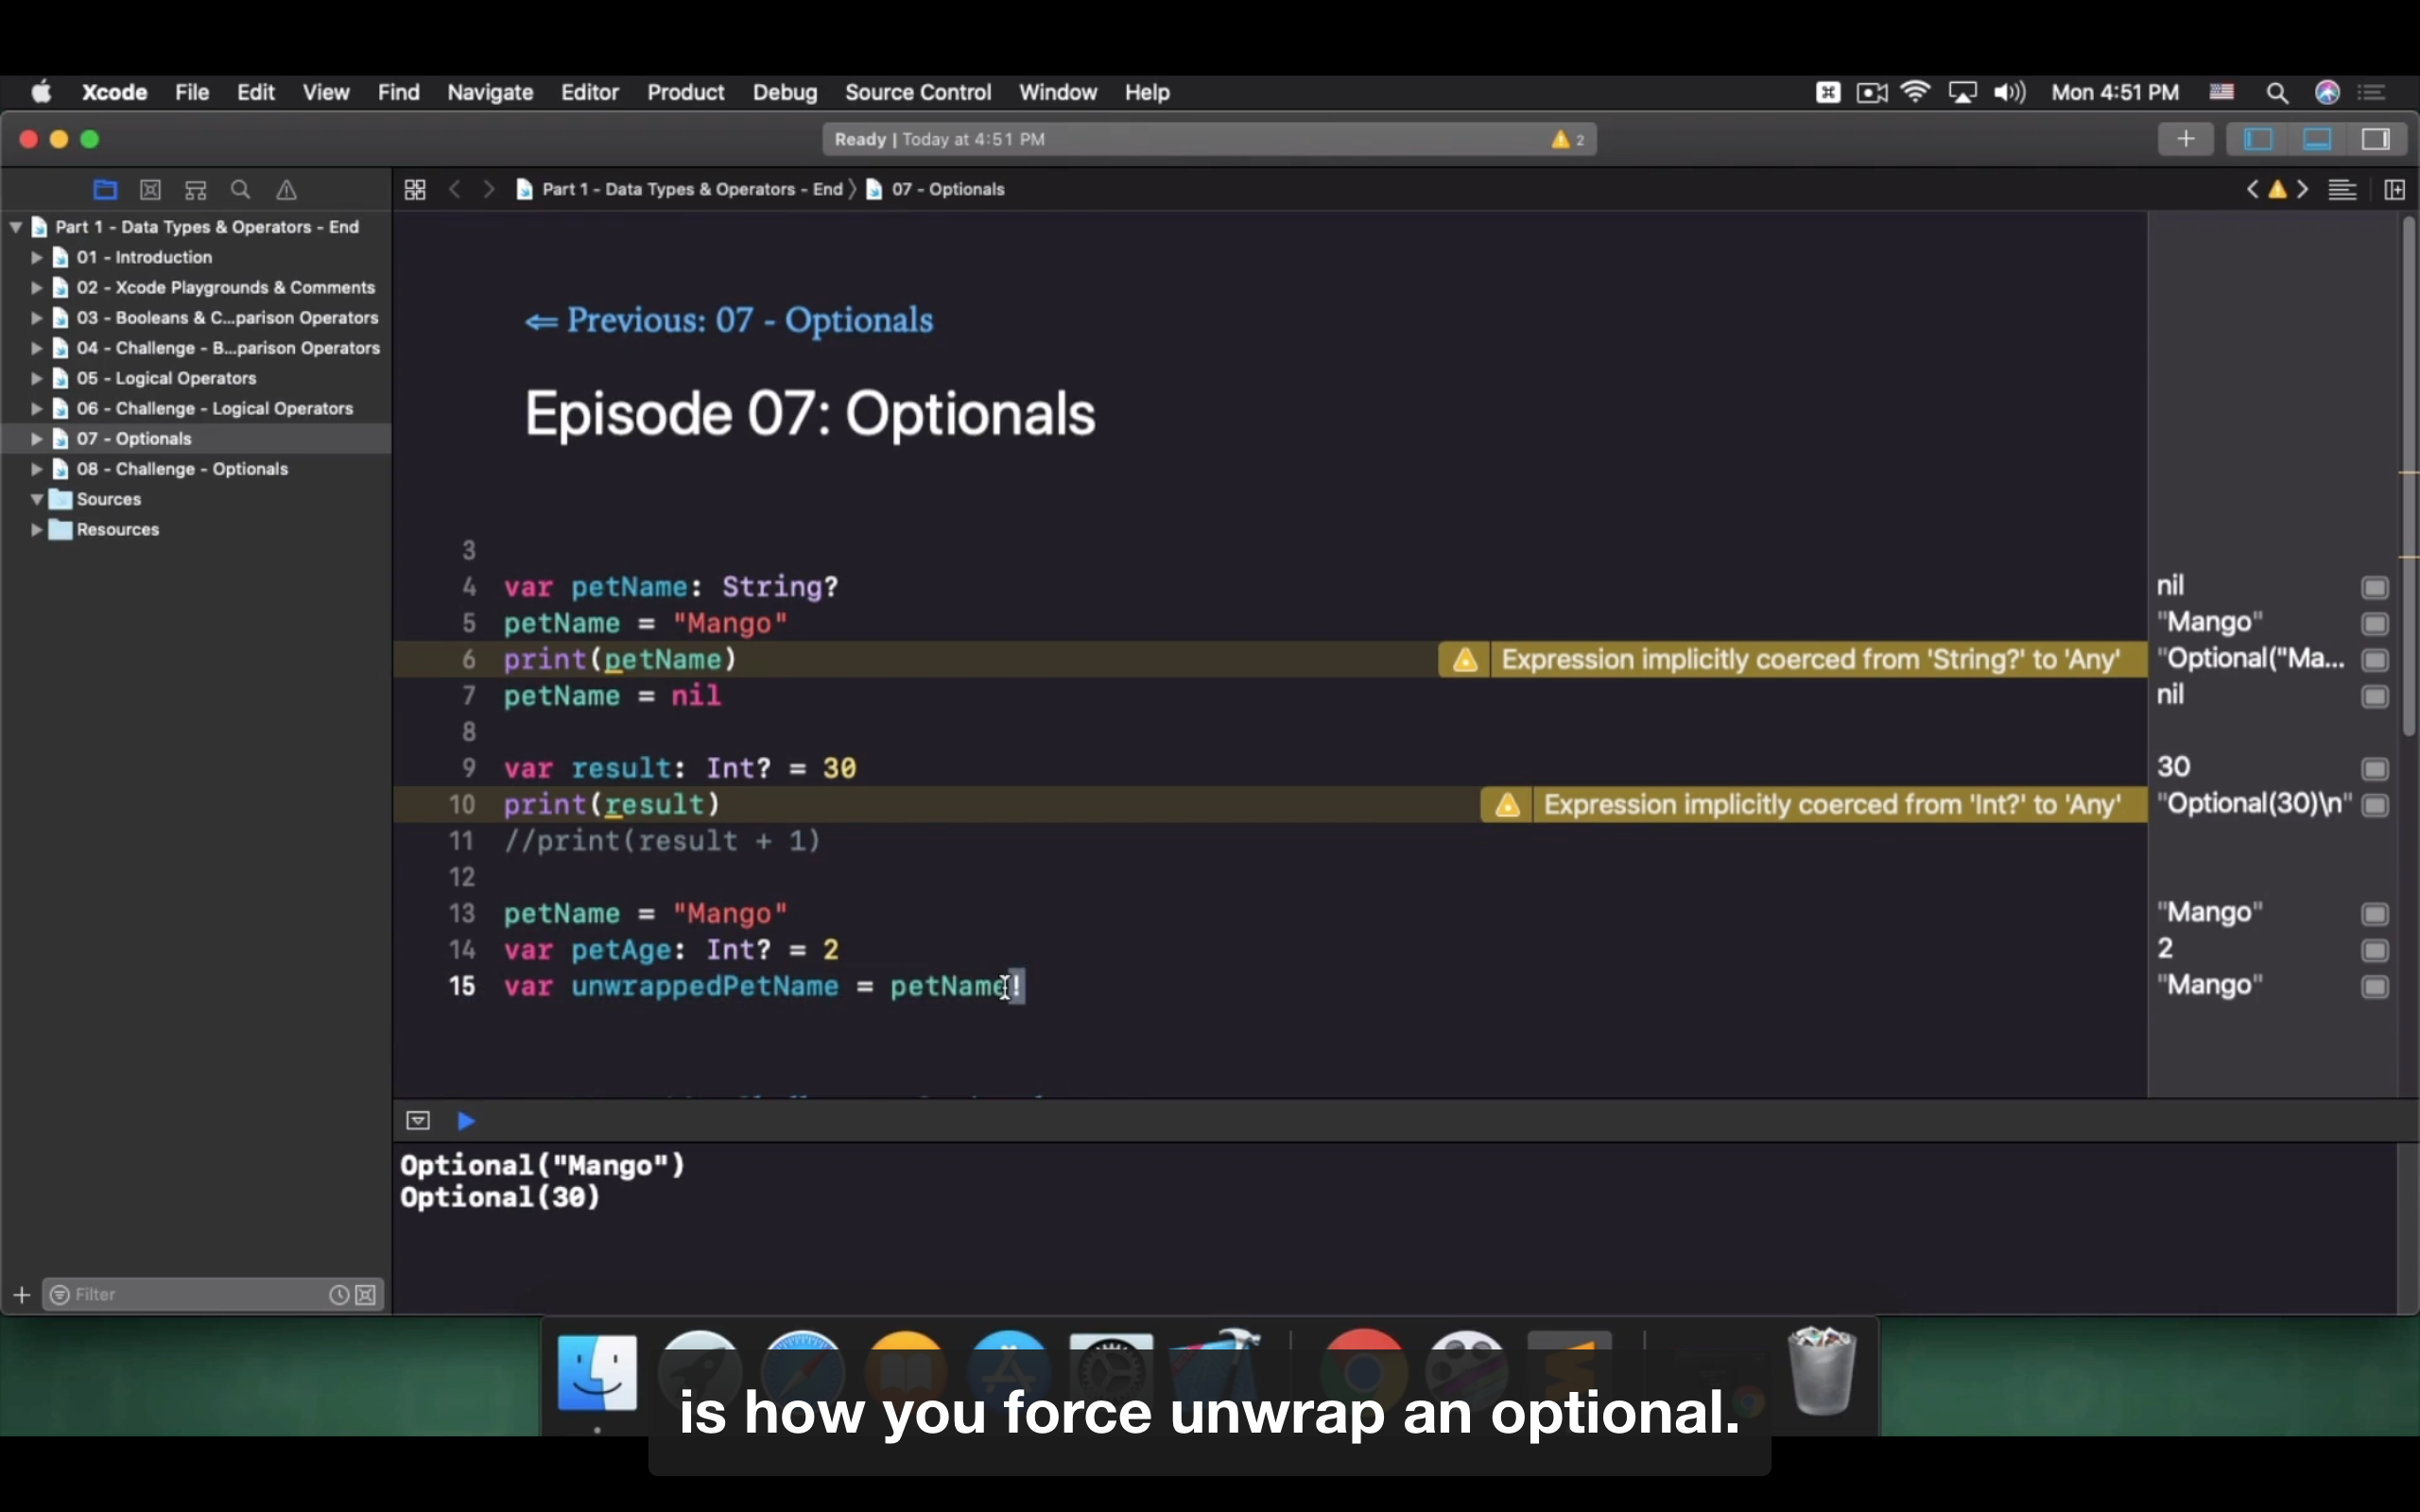 Xcode File Edit View Find Navigate Editor Product Debug Source Control Window Help Mon 4:51 PM
Ready | Today at 4:51 PM 2
Part 1 - Data Types & Operators - End 07 - Optionals
Part 1 - Data Types & Operators - End
01 - Introduction
02 - Xcode Playgrounds & Comments
03 - Booleans & C...parison Operators
04 - Challenge - B...parison Operators
05 - Logical Operators
06 - Challenge - Logical Operators
07 - Optionals
08 - Challenge - Optionals
Sources
Resources
Filter
⇐ Previous: 07 - Optionals
Episode 07: Optionals
3
4 var petName: String? nil
5 petName = "Mango" "Mango"
6 print(petName) Expression implicitly coerced from 'String?' to 'Any' "Optional("Ma...
7 petName = nil nil
8
9 var result: Int? = 30 30
10 print(result) Expression implicitly coerced from 'Int?' to 'Any' "Optional(30)\n"
11 //print(result + 1)
12
13 petName = "Mango" "Mango"
14 var petAge: Int? = 2 2
15 var unwrappedPetName = petName! "Mango"
Optional("Mango")
Optional(30)
is how you force unwrap an optional.